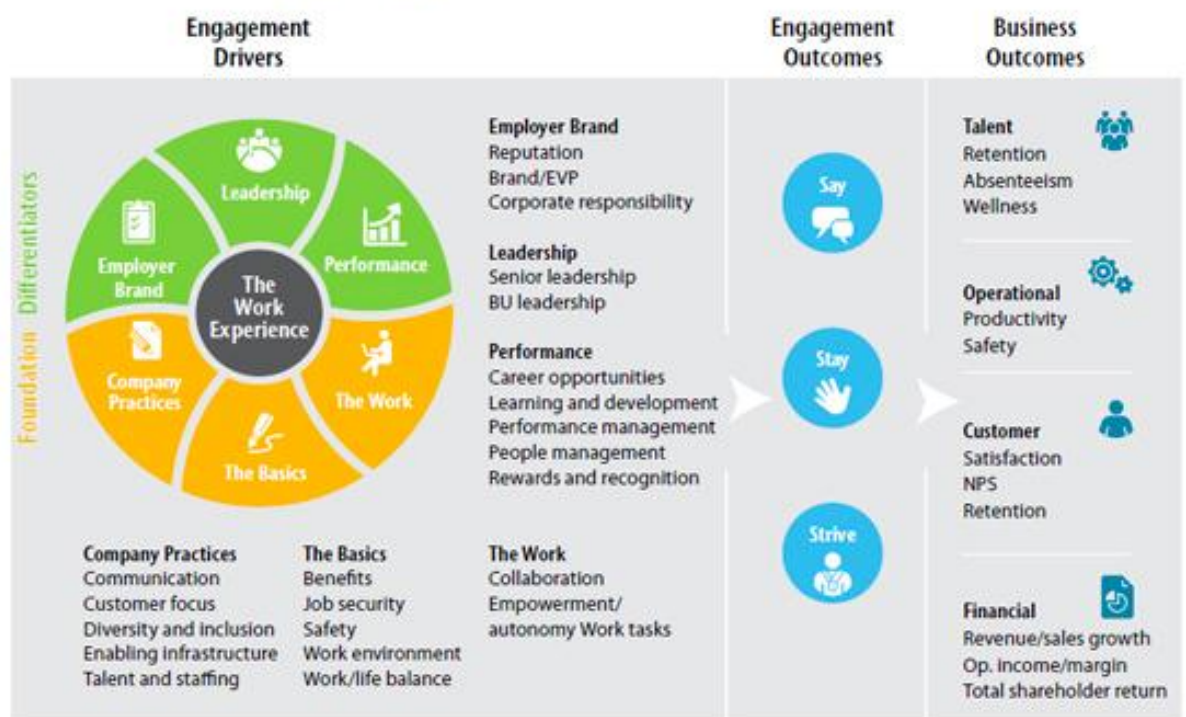 Engagement
Drivers
Engagement
Outcomes
Business
Outcomes
Differentiators
Foundation
Leadership
Performance
Employer
Brand
The
Work
Experience
Company
Practices
The Work
The Basics
Employer Brand
Reputation
Brand/EVP
Corporate responsibility
Leadership
Senior leadership
BU leadership
Performance
Career opportunities
Learning and development
Performance management
People management
Rewards and recognition
Company Practices
Communication
Customer focus
Diversity and inclusion
Enabling infrastructure
Talent and staffing
The Basics
Benefits
Job security
Safety
Work environment
Work/life balance
The Work
Collaboration
Empowerment/
autonomy Work tasks
Say
Stay
Strive
Talent
Retention
Absenteeism
Wellness
Operational
Productivity
Safety
Customer
Satisfaction
NPS
Retention
Financial
Revenue/sales growth
Op. income/margin
Total shareholder return